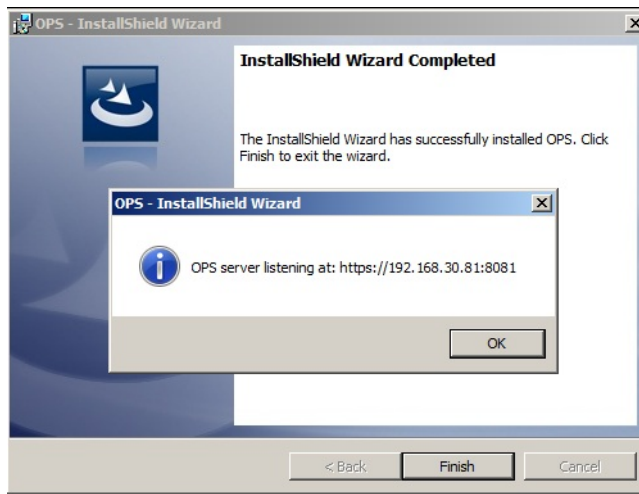 OPS - InstallShield Wizard
InstallShield Wizard Completed
The InstallShield Wizard has successfully installed OPS. Click
Finish to exit the wizard.
OPS - InstallShield Wizard
OPS server listening at: https://192.168.30.81:8081
OK
< Back
Finish
Cancel